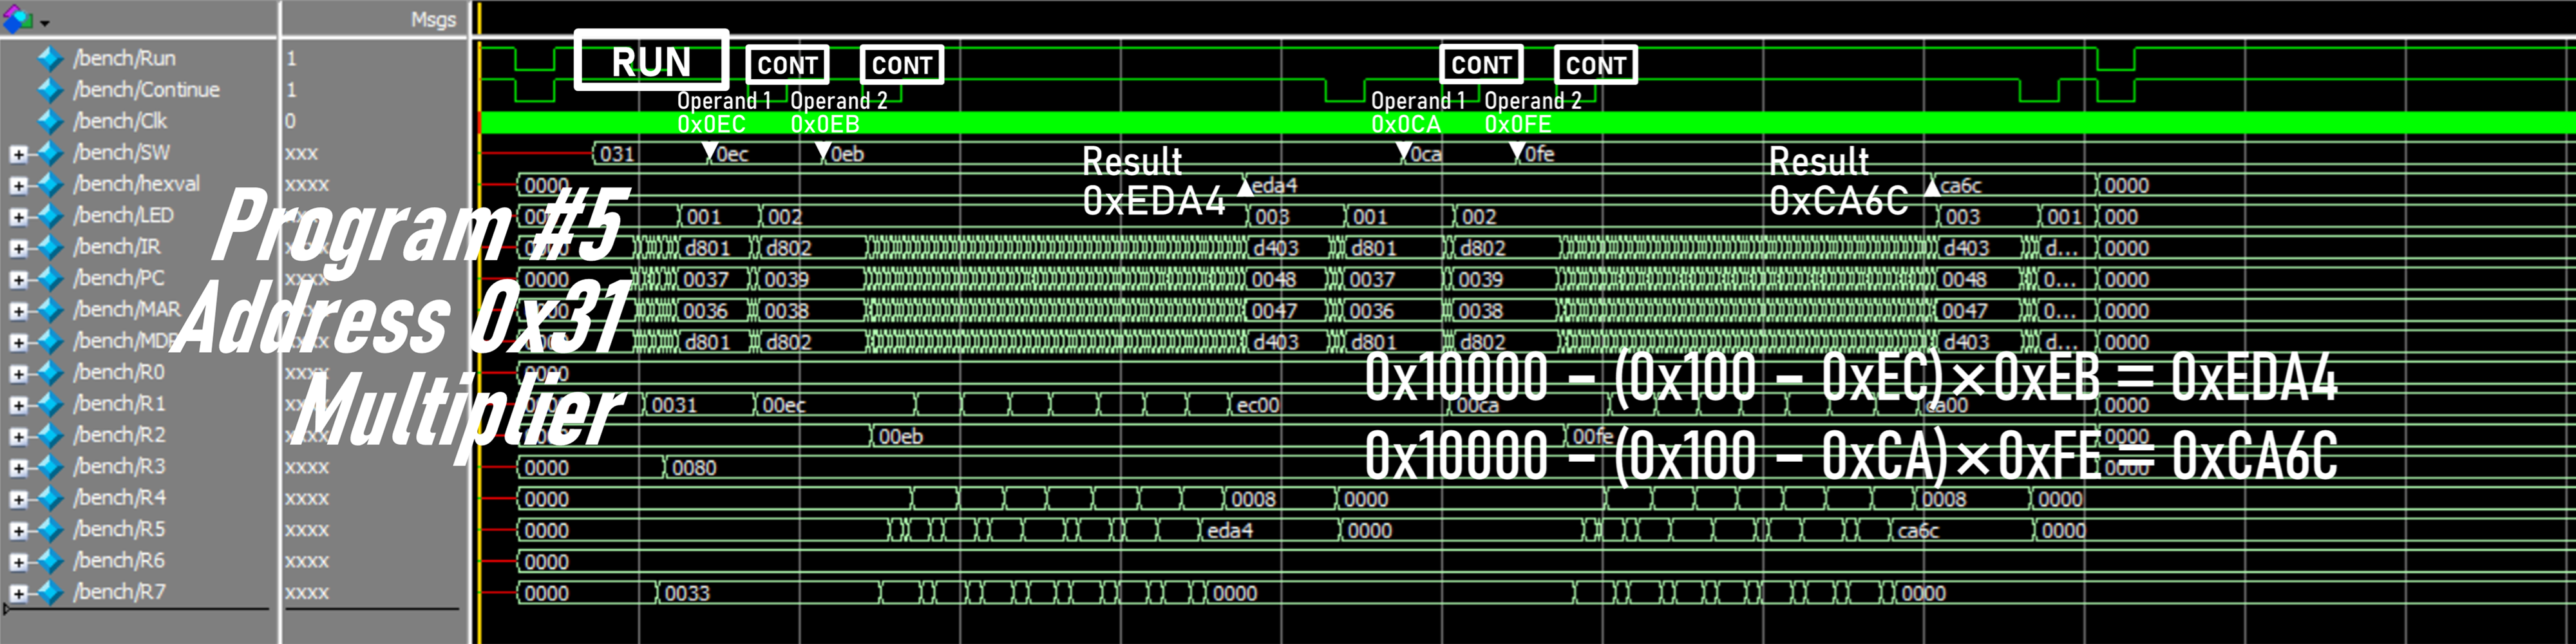 Msgs
RUN CONT CONT CONT CONT
/bench/Run 1
/bench/Continue 1
Operand 1 Operand 2 Operand 1 Operand 2
/bench/Clk 0
0x0EC 0x0EB 0x0CA 0x0FE
/bench/SW xxx 031 0ec 0eb 0ca 0fe
Result Result
/bench/hexval xxxx 0000 eda4 ca6c 0000
0xEDA4 0xCA6C
/bench/LED 001 002 003 001 002 003 001 000
Program #5
/bench/IR d801 d802 d403 d801 d802 d403 d... 0000
/bench/PC 0000 0037 0039 0048 0037 0039 0048 0... 0000
/bench/MAR 0036 0038 0047 0036 0038 0047 0... 0000
Address 0x31
/bench/MDR d801 d802 d403 d801 d802 d403 d... 0000
/bench/R0 xxxx 0000
0x10000 – (0x100 – 0xEC)×0xEB = 0xEDA4
/bench/R1 0031 00ec ec00 00ca ca00 0000
Multiplier
/bench/R2 00eb 00fe 0000
0x10000 – (0x100 – 0xCA)×0xFE = 0xCA6C
/bench/R3 xxxx 0000 0080 0000
/bench/R4 xxxx 0000 0008 0000 0008 0000
/bench/R5 xxxx 0000 eda4 0000 ca6c 0000
/bench/R6 xxxx 0000
/bench/R7 xxxx 0000 0033 0000 0000